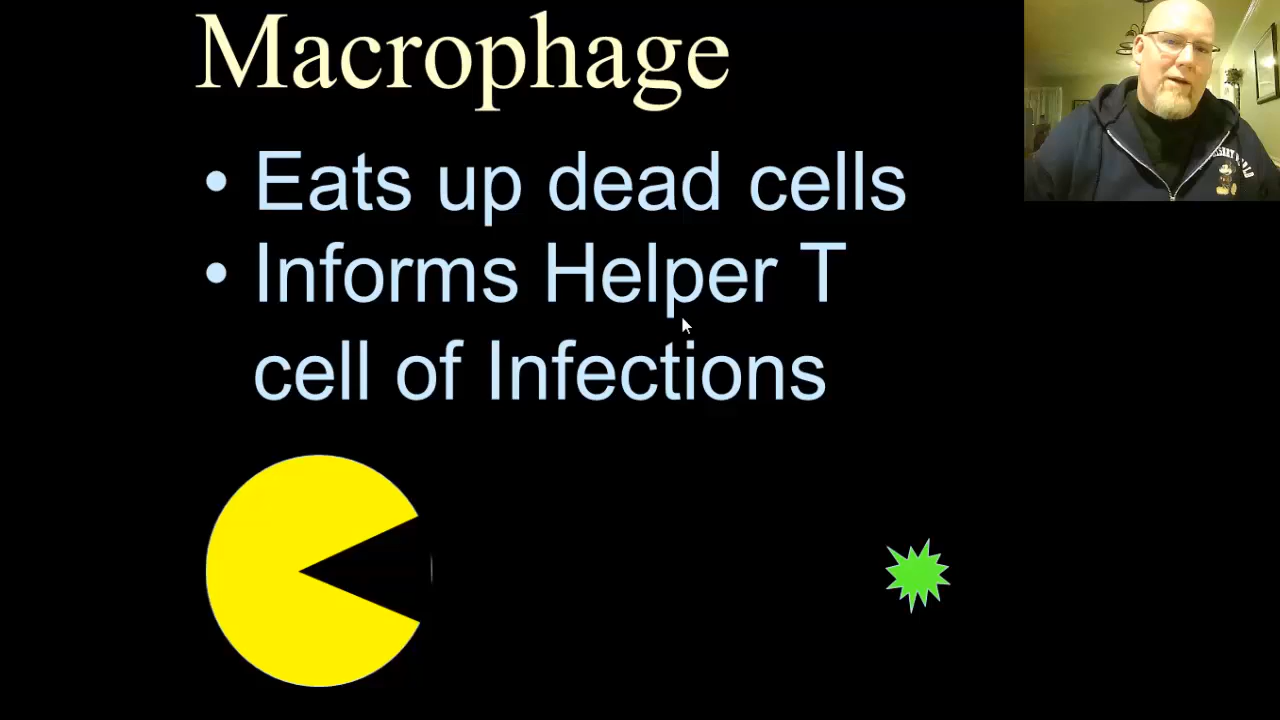 Macrophage
• Eats up dead cells
• Informs Helper T
cell of Infections